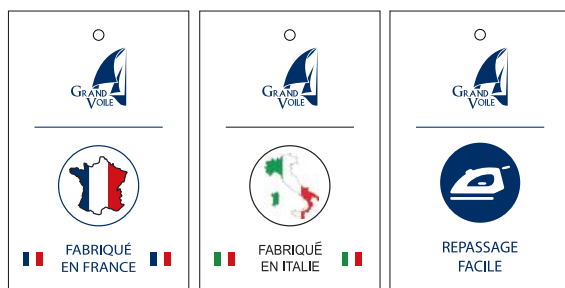 GRAND
VOILE
FABRIQUÉ
EN FRANCE
GRAND
VOILE
FABRIQUÉ
EN ITALIE
GRAND
VOILE
REPASSAGE
FACILE